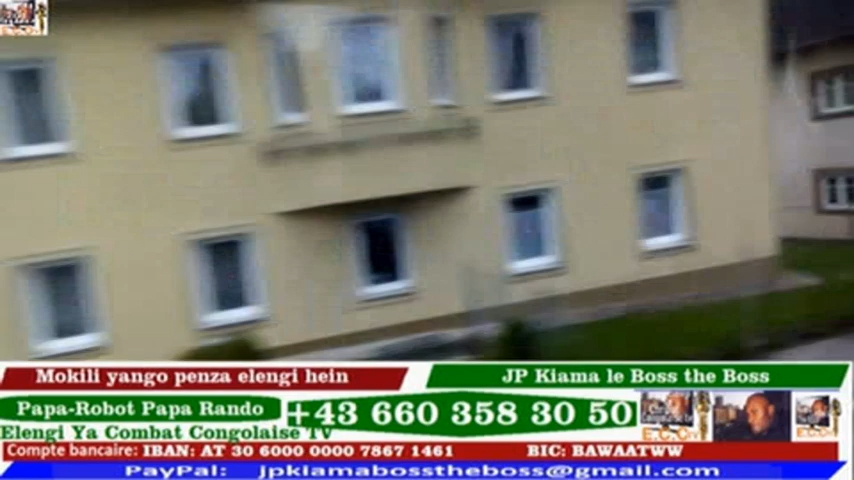 Mokili yango penza elengi hein
JP Kiama le Boss the Boss
Papa-Robot Papa Rando
+43 660 358 30 50
Elengi Ya Combat Congolaise TV
E.C.C
Compte bancaire: IBAN: AT 30 6000 0000 7867 1461 BIC: BAWAATWW
PayPal: jpkiamabosstheboss@gmail.com